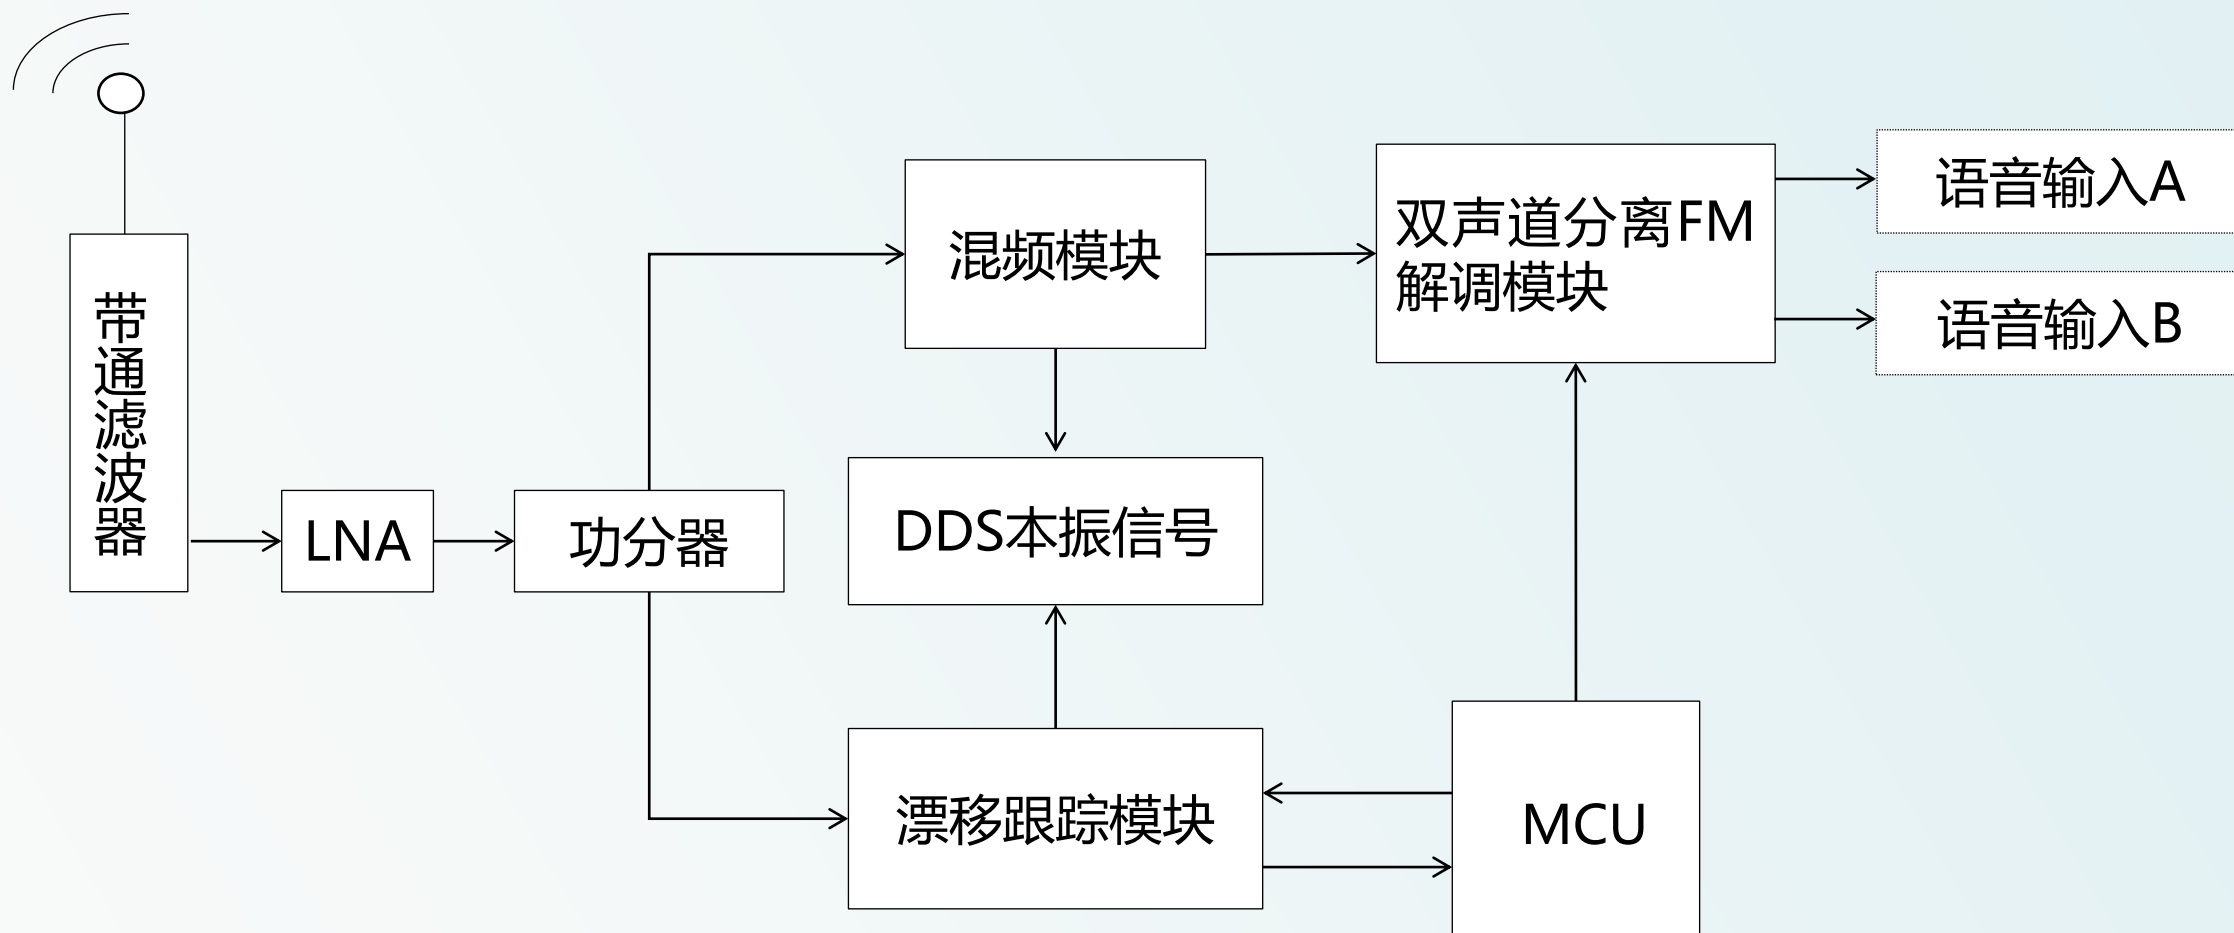 带通滤波器
LNA
功分器
混频模块
DDS本振信号
漂移跟踪模块
双声道分离FM
解调模块
MCU
语音输入A
语音输入B